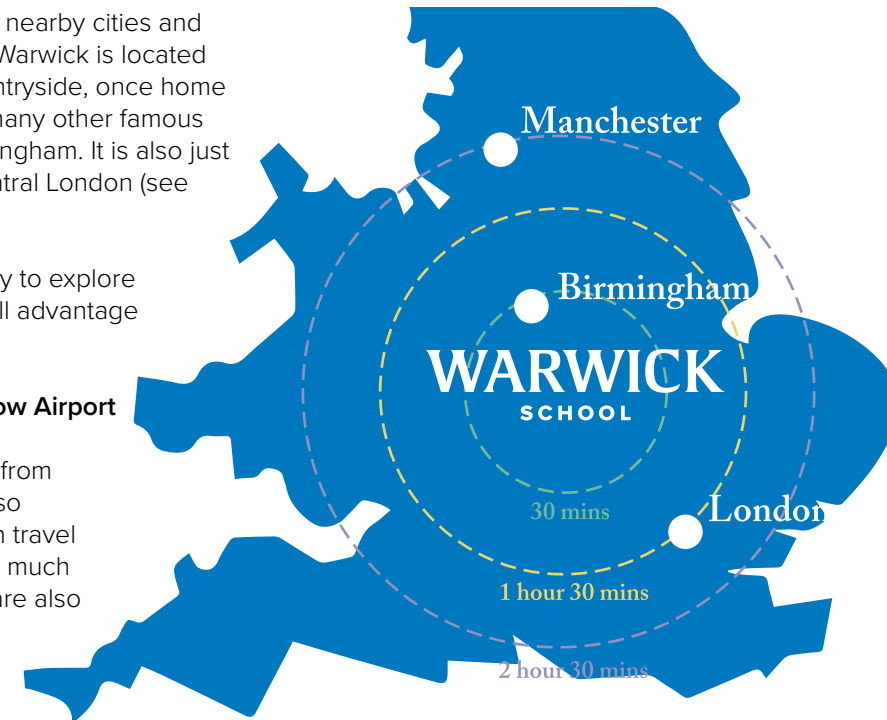 nearby cities and
Warwick is located
ntryside, once home
many other famous
ingham. It is also just
ntral London (see
y to explore
ll advantage
ow Airport
from
so
n travel
much
are also
Manchester
Birmingham
WARWICK
SCHOOL
30 mins
London
1 hour 30 mins
2 hour 30 mins